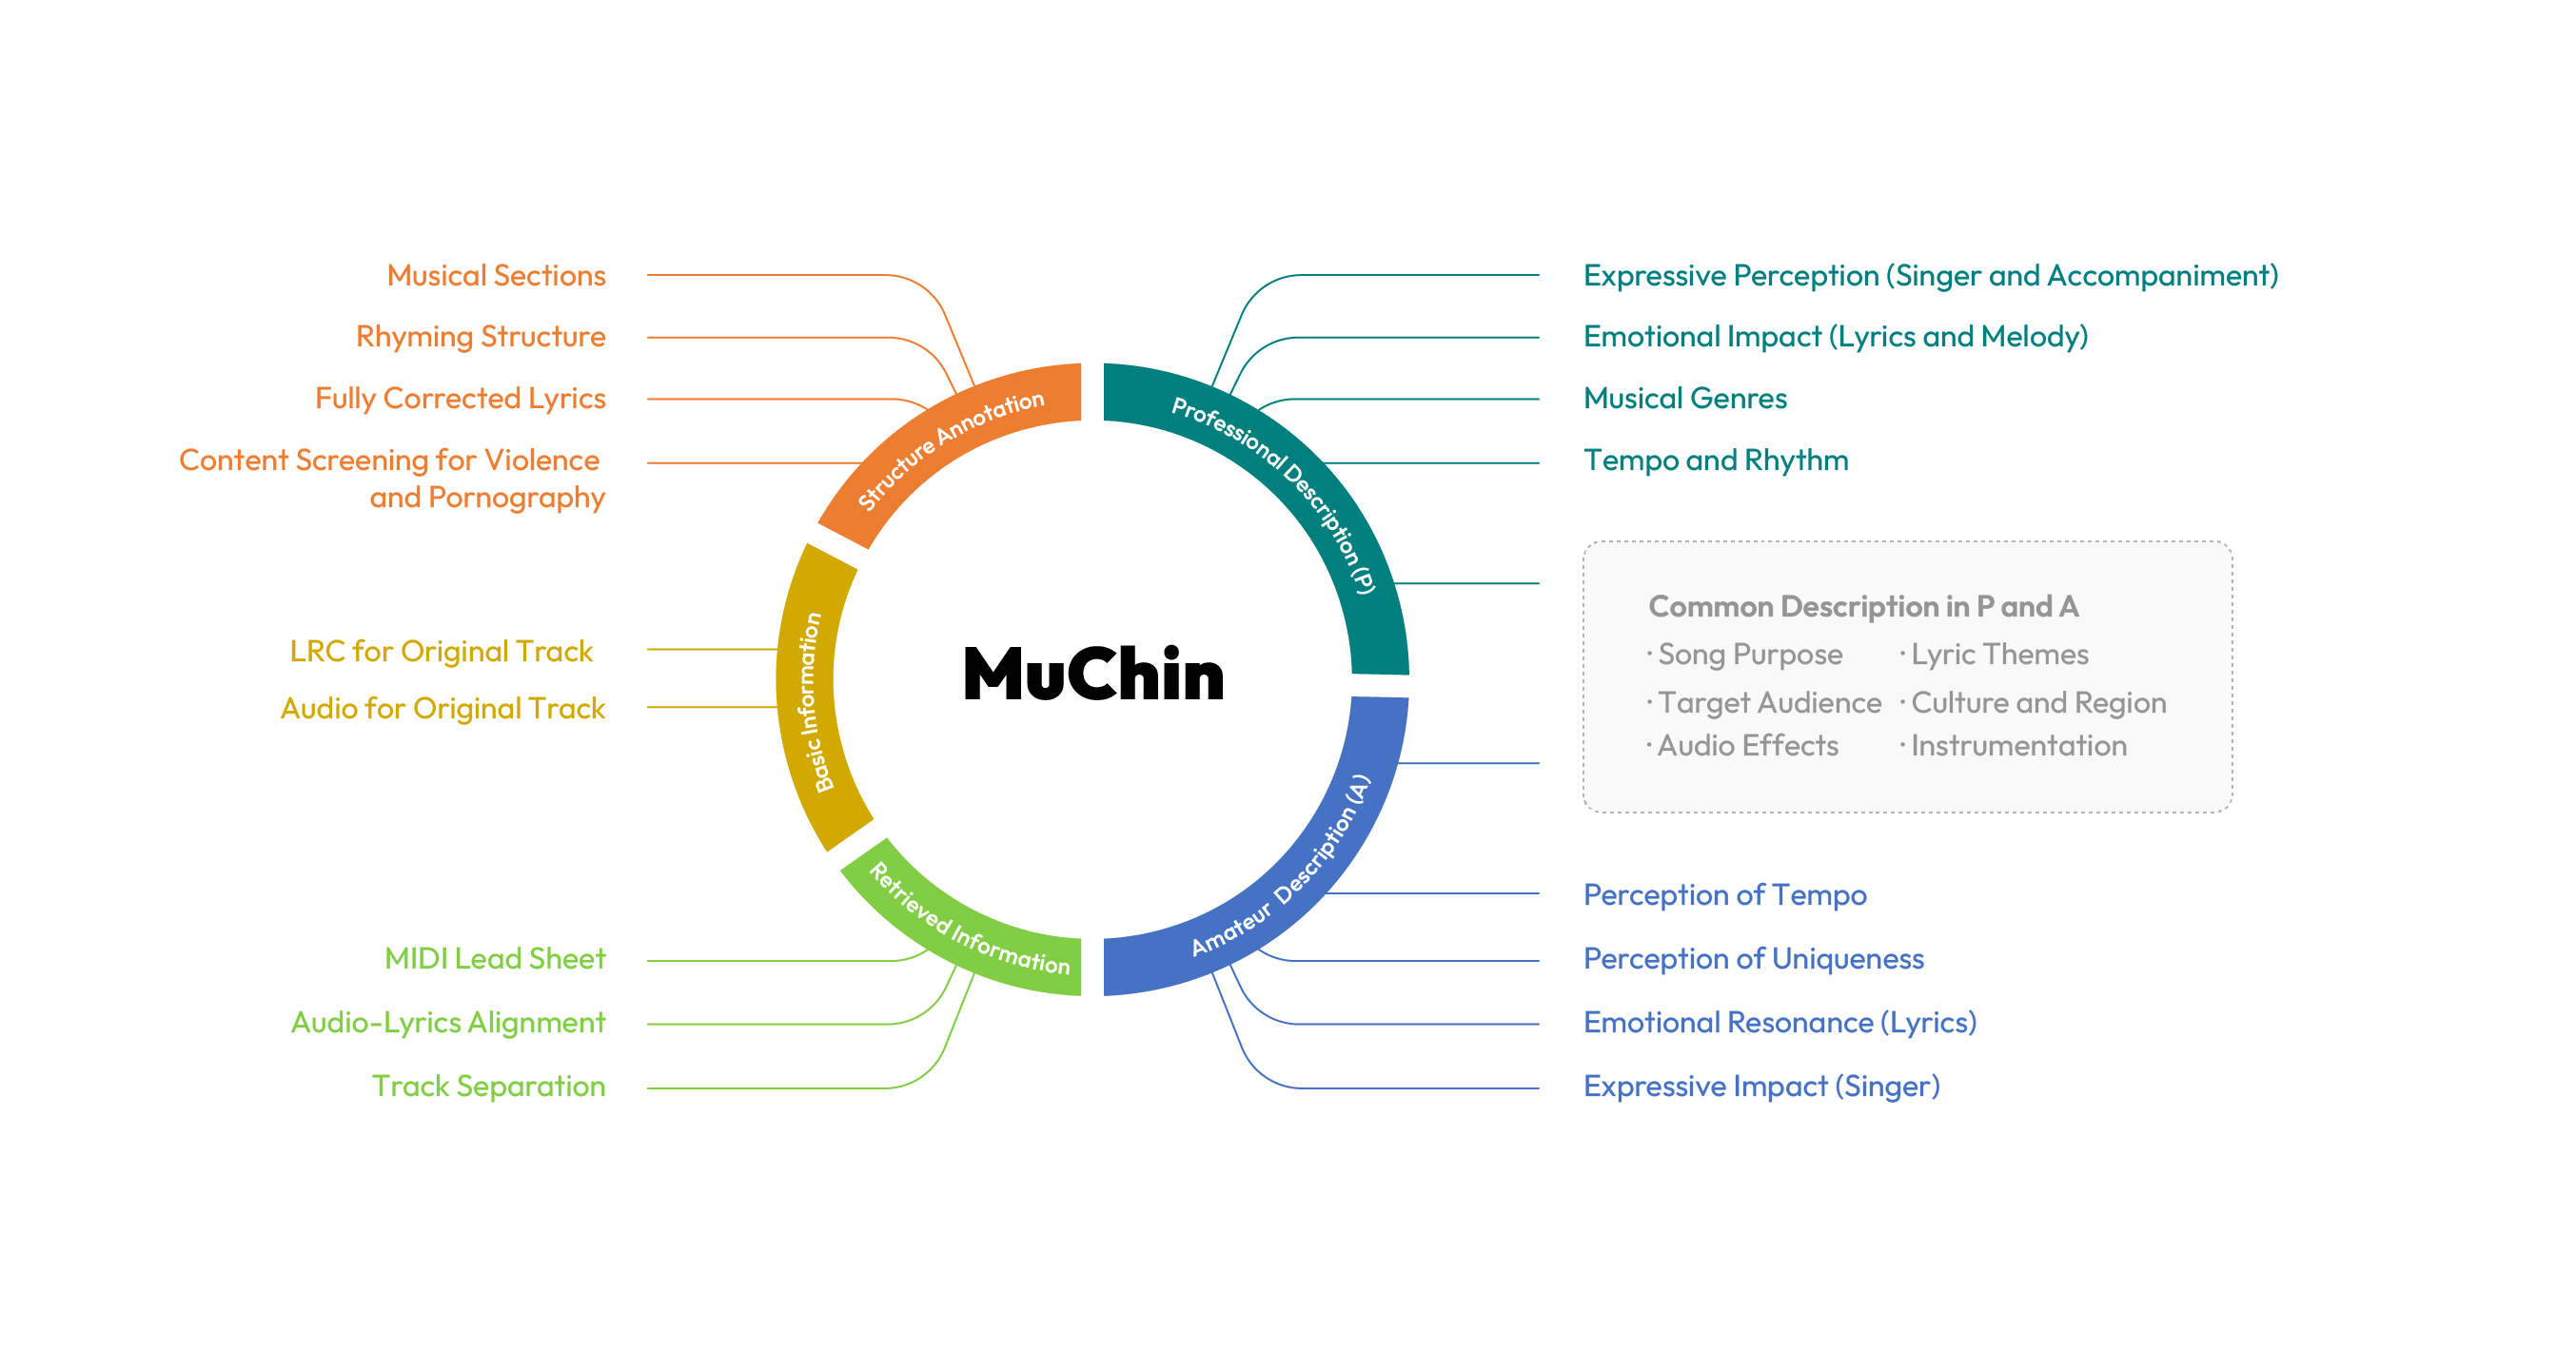 Musical Sections
Rhyming Structure
Fully Corrected Lyrics
Content Screening for Violence
and Pornography
Structure Annotation
LRC for Original Track
Audio for Original Track
Basic Information
MIDI Lead Sheet
Audio-Lyrics Alignment
Track Separation
Retrieved Information
MuChin
Professional Description (P)
Expressive Perception (Singer and Accompaniment)
Emotional Impact (Lyrics and Melody)
Musical Genres
Tempo and Rhythm
Common Description in P and A
· Song Purpose · Lyric Themes
· Target Audience · Culture and Region
· Audio Effects · Instrumentation
Amateur Description (A)
Perception of Tempo
Perception of Uniqueness
Emotional Resonance (Lyrics)
Expressive Impact (Singer)